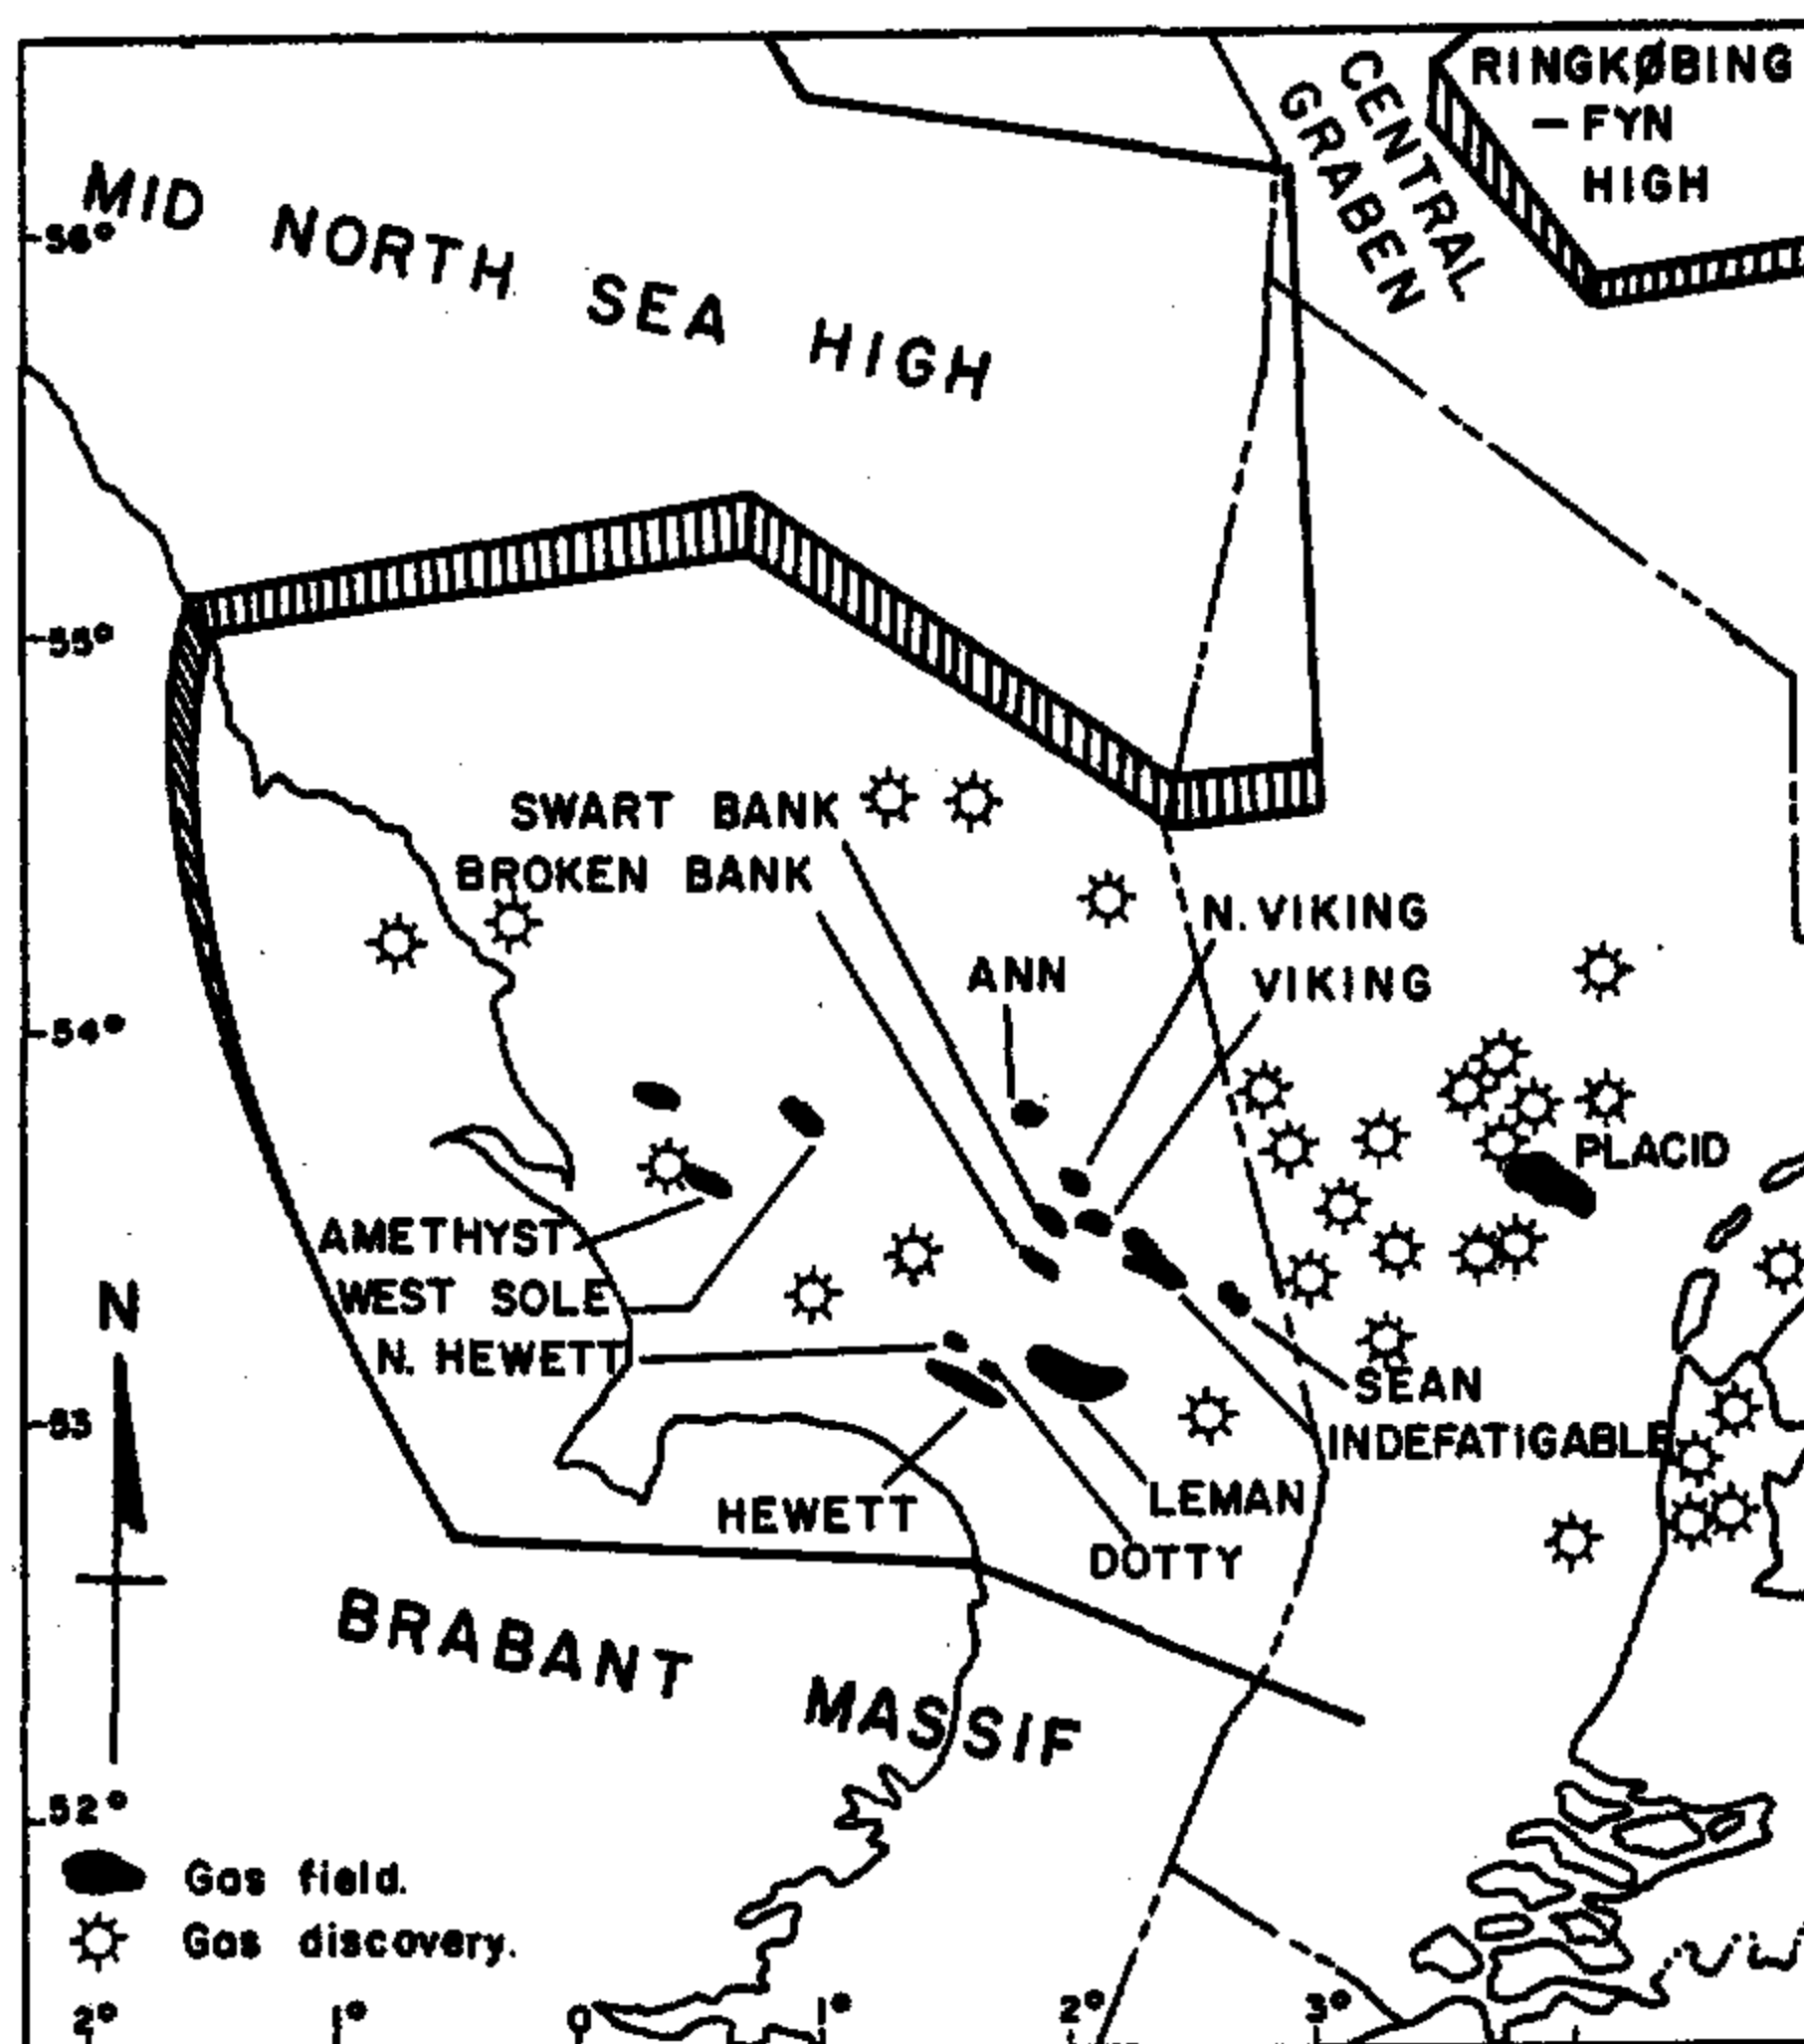 RINGKØBING
— FYN
HIGH
CENTRAL
GRABEN
MID NORTH SEA HIGH
56°
55°
SWART BANK
BROKEN BANK
N. VIKING
ANN
VIKING
54°
PLACID
AMETHYST
WEST SOLE
N
N. HEWETT
SEAN
53
INDEFATIGABLE
LEMAN
HEWETT
DOTTY
BRABANT MASSIF
52°
Gas field.
Gas discovery.
2° 1° 0 1° 2° 3°